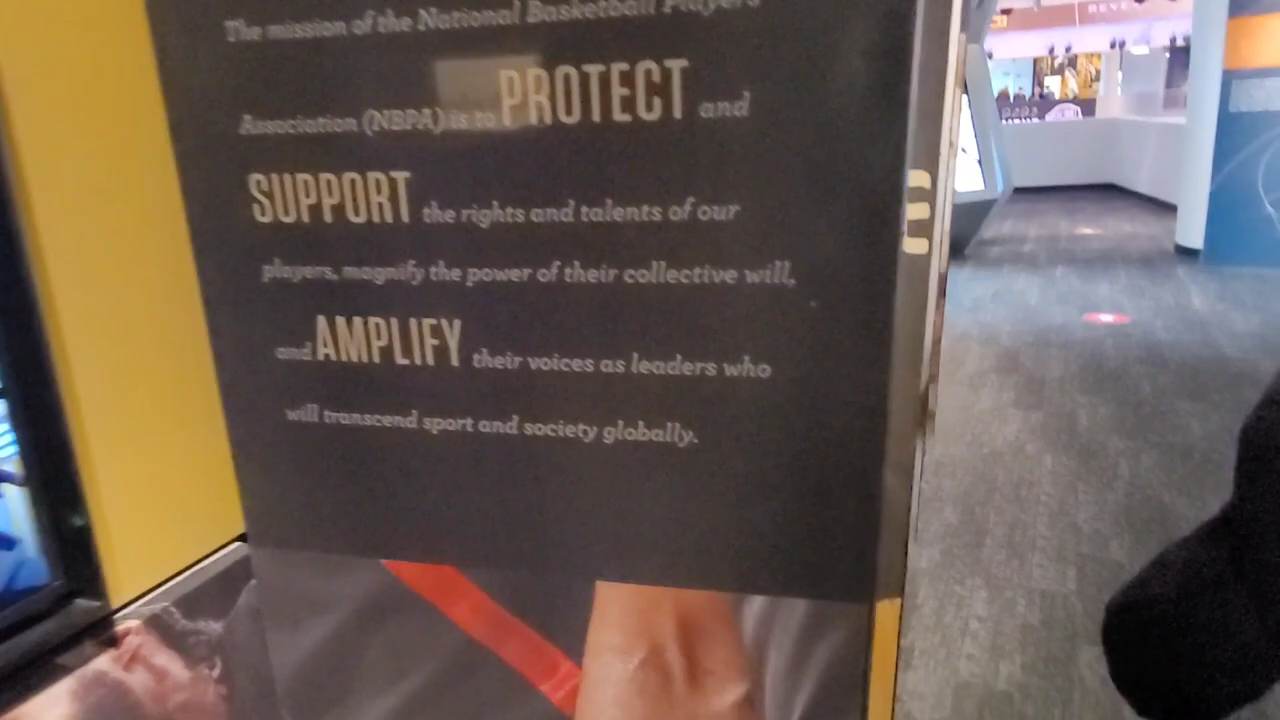 The mission of the National Basketball Players
Association (NBPA) is to PROTECT and
SUPPORT the rights and talents of our
players, magnify the power of their collective will,
and AMPLIFY their voices as leaders who
will transcend sport and society globally.